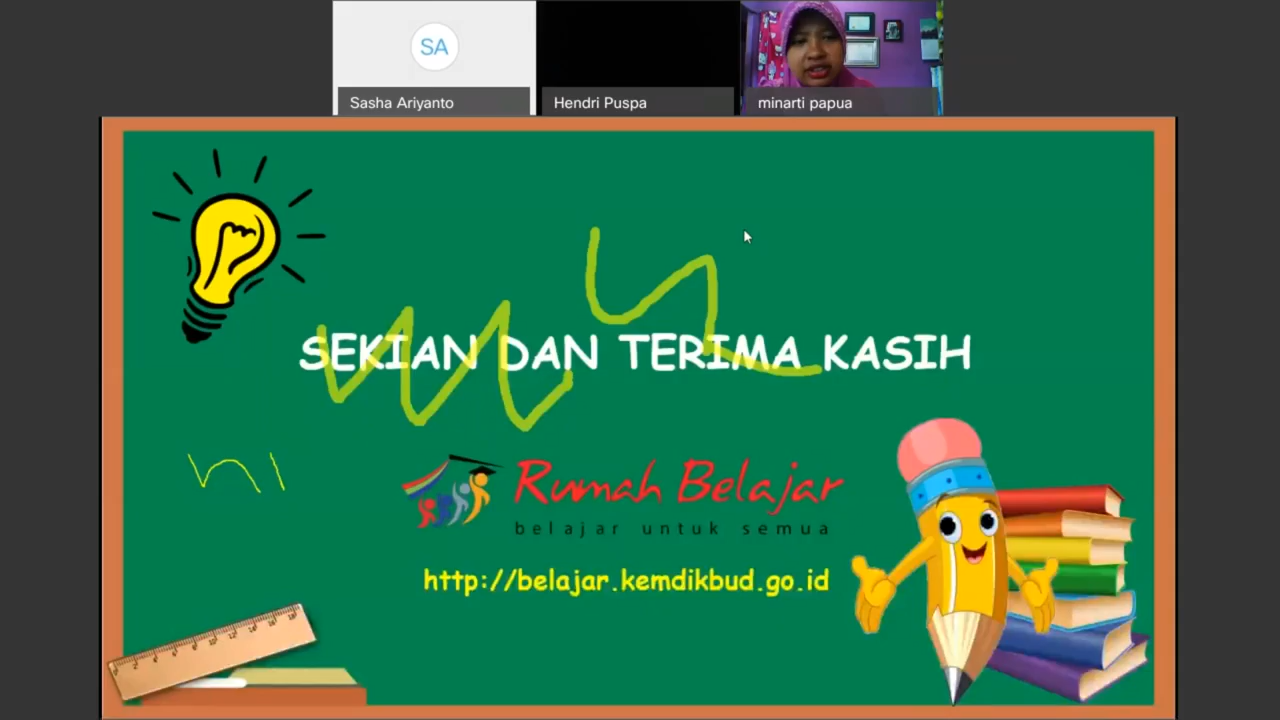 SA
Sasha Ariyanto
Hendri Puspa
minarti papua
SEKIAN DAN TERIMA KASIH
Rumah Belajar
belajar untuk semua
http://belajar.kemdikbud.go.id